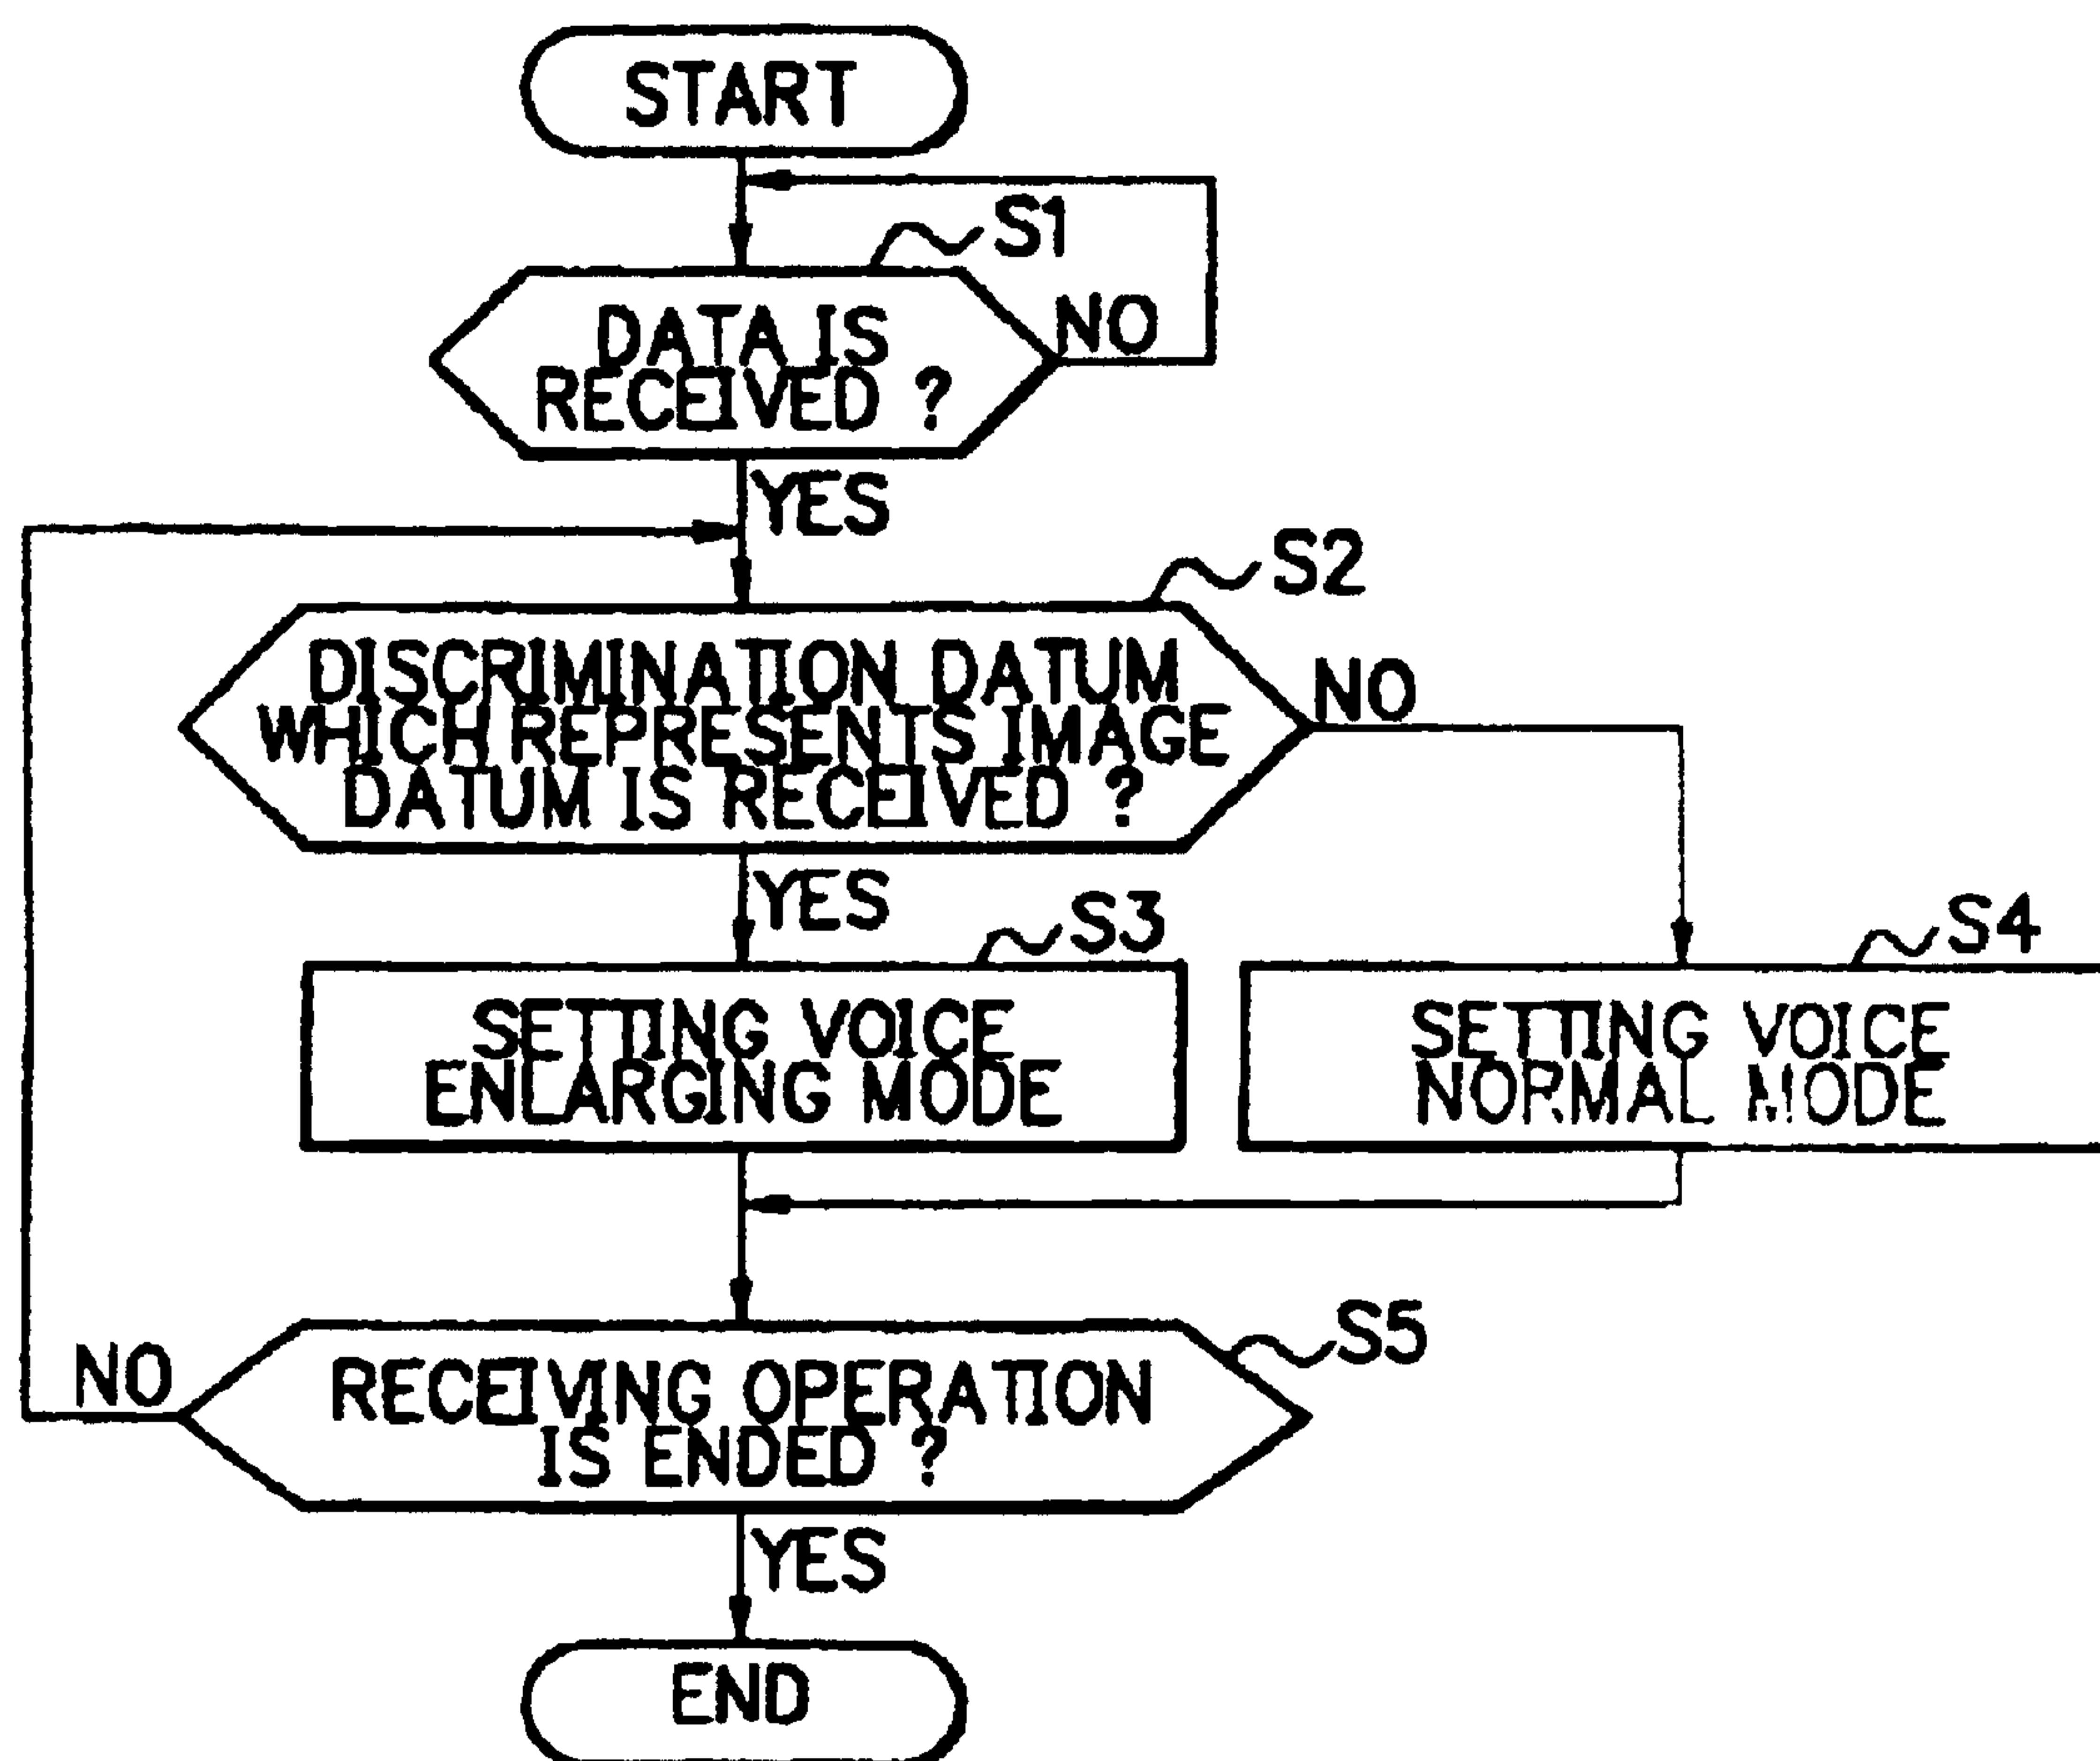 START
S1
DATA IS
RECEIVED ?
NO
YES
S2
DISCRIMINATION DATUM
WHICH REPRESENTS IMAGE
DATUM IS RECEIVED ?
NO
YES
S3
S4
SETTING VOICE
ENLARGING MODE
SETTING VOICE
NORMAL MODE
S5
NO
RECEIVING OPERATION
IS ENDED ?
YES
END